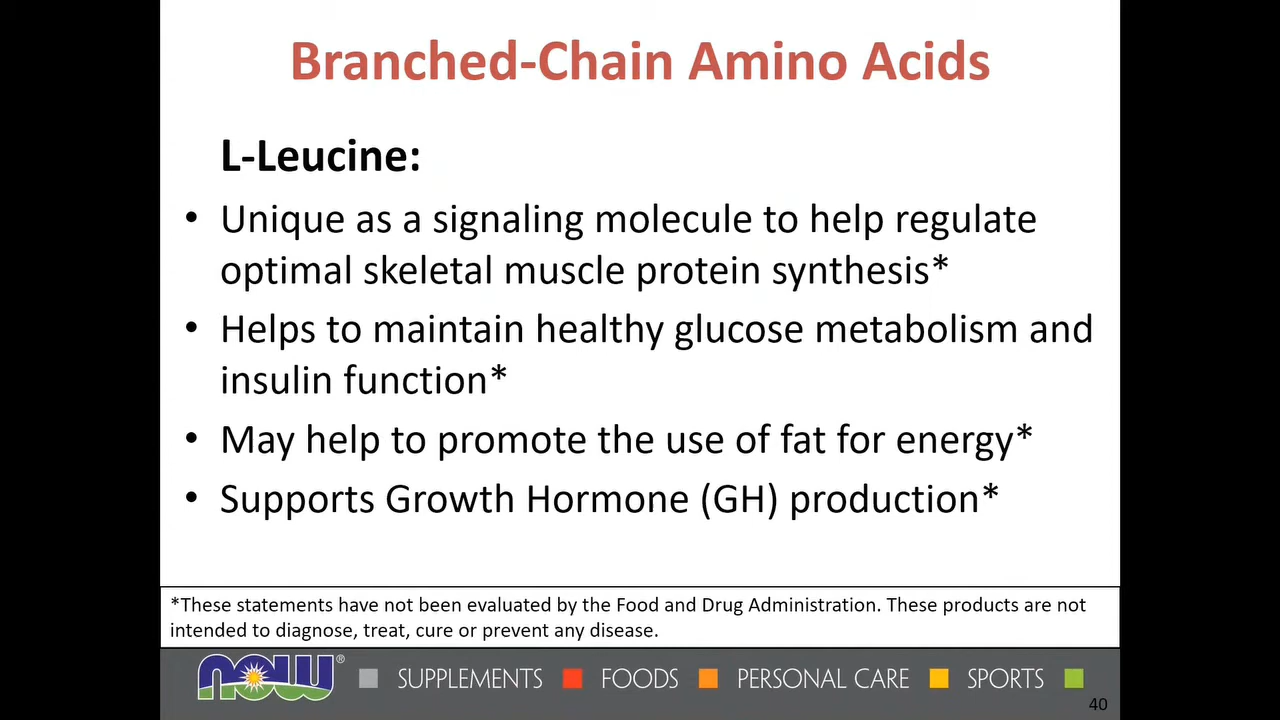 Branched-Chain Amino Acids
L-Leucine:
• Unique as a signaling molecule to help regulate
optimal skeletal muscle protein synthesis*
• Helps to maintain healthy glucose metabolism and
insulin function*
• May help to promote the use of fat for energy*
• Supports Growth Hormone (GH) production*
*These statements have not been evaluated by the Food and Drug Administration. These products are not
intended to diagnose, treat, cure or prevent any disease.
now® SUPPLEMENTS FOODS PERSONAL CARE SPORTS
40